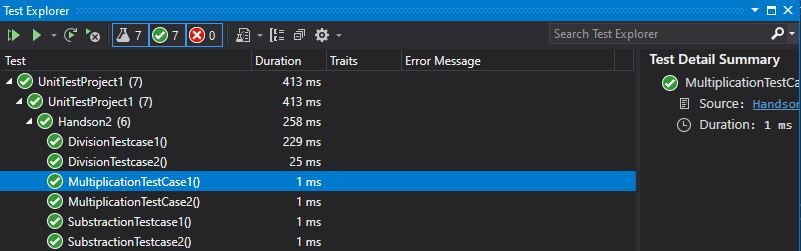 Test Explorer
7 7 0 Search Test Explorer
Test Duration Traits Error Message
UnitTestProject1 (7) 413 ms
UnitTestProject1 (7) 413 ms
Handson2 (6) 258 ms
DivisionTestcase1() 229 ms
DivisionTestcase2() 25 ms
MultiplicationTestCase1() 1 ms
MultiplicationTestCase2() 1 ms
SubstractionTestcase1() 1 ms
SubstractionTestcase2() 1 ms
Test Detail Summary
MultiplicationTestCa
Source: Handson
Duration: 1 ms